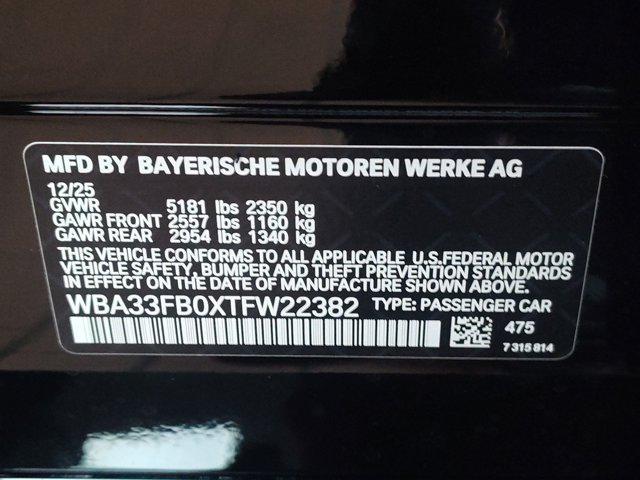 MFD BY BAYERISCHE MOTOREN WERKE AG
12/25
GVWR 5181 lbs 2350 kg
GAWR FRONT 2557 lbs 1160 kg
GAWR REAR 2954 lbs 1340 kg
THIS VEHICLE CONFORMS TO ALL APPLICABLE U.S.FEDERAL MOTOR
VEHICLE SAFETY, BUMPER AND THEFT PREVENTION STANDARDS
IN EFFECT ON THE DATE OF MANUFACTURE SHOWN ABOVE.
WBA33FB0XTFW22382 TYPE: PASSENGER CAR
475
7 315 814